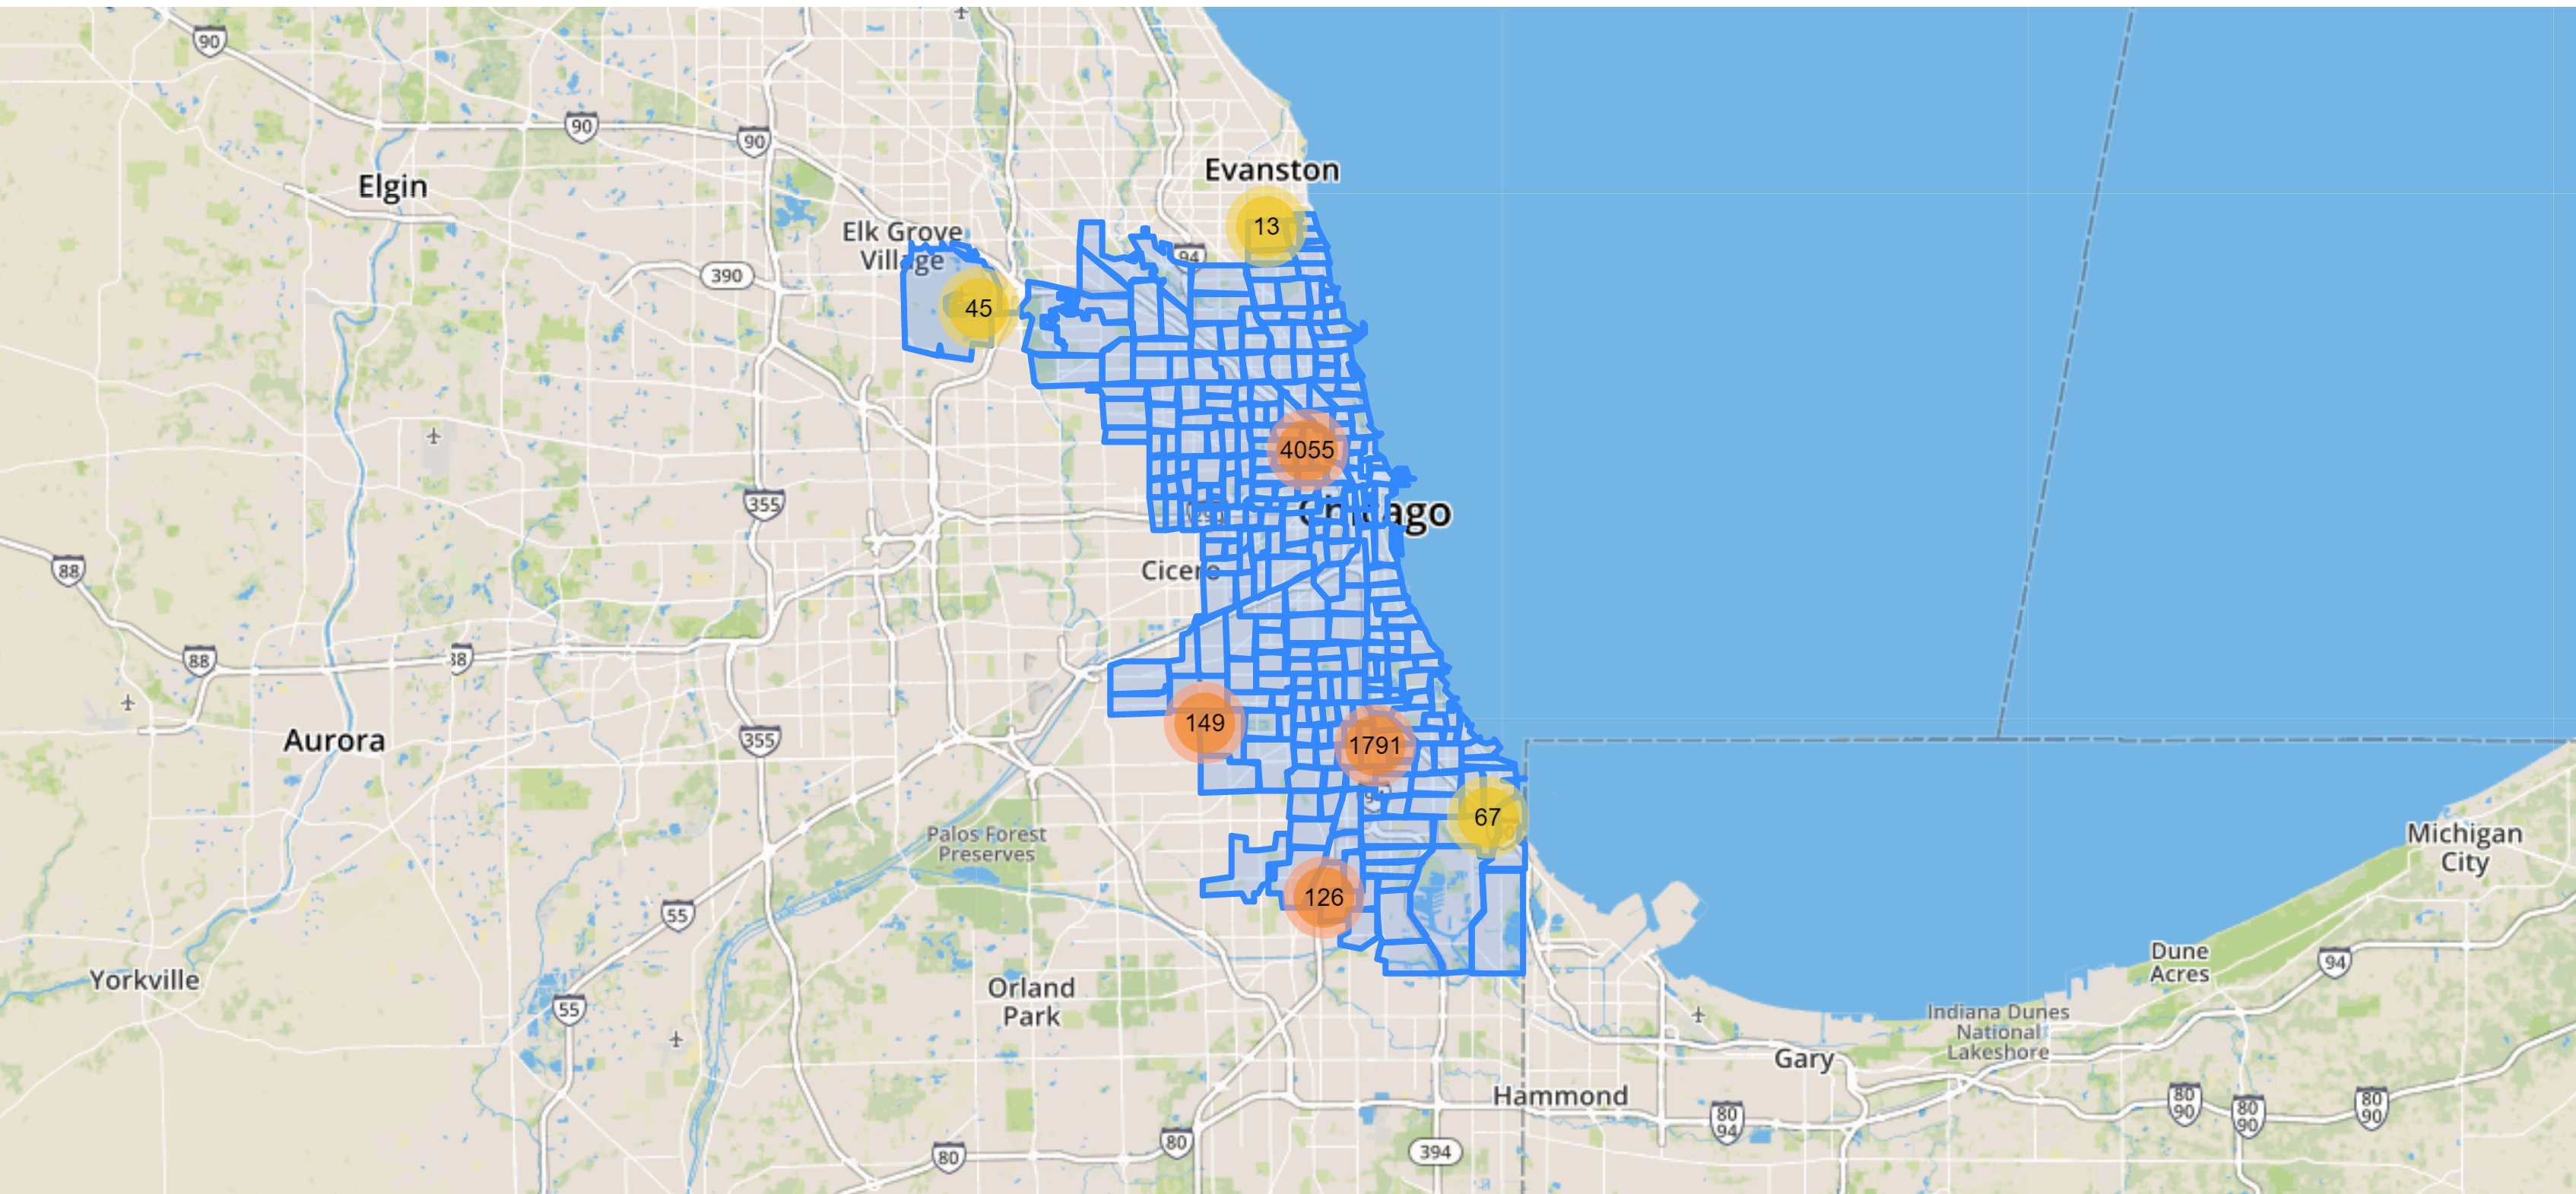 90
90
90
Evanston
Elgin
13
Elk Grove
Village
94
390
45
4055
355
Chicago
88
Cicero
88
88
149
Aurora
355
1791
67
Palos Forest
Preserves
Michigan
City
126
55
Yorkville
Orland
Park
55
Dune
Acres
94
Indiana Dunes
National
Lakeshore
Gary
Hammond
80
94
80
90
80
90
80
90
80
80
394